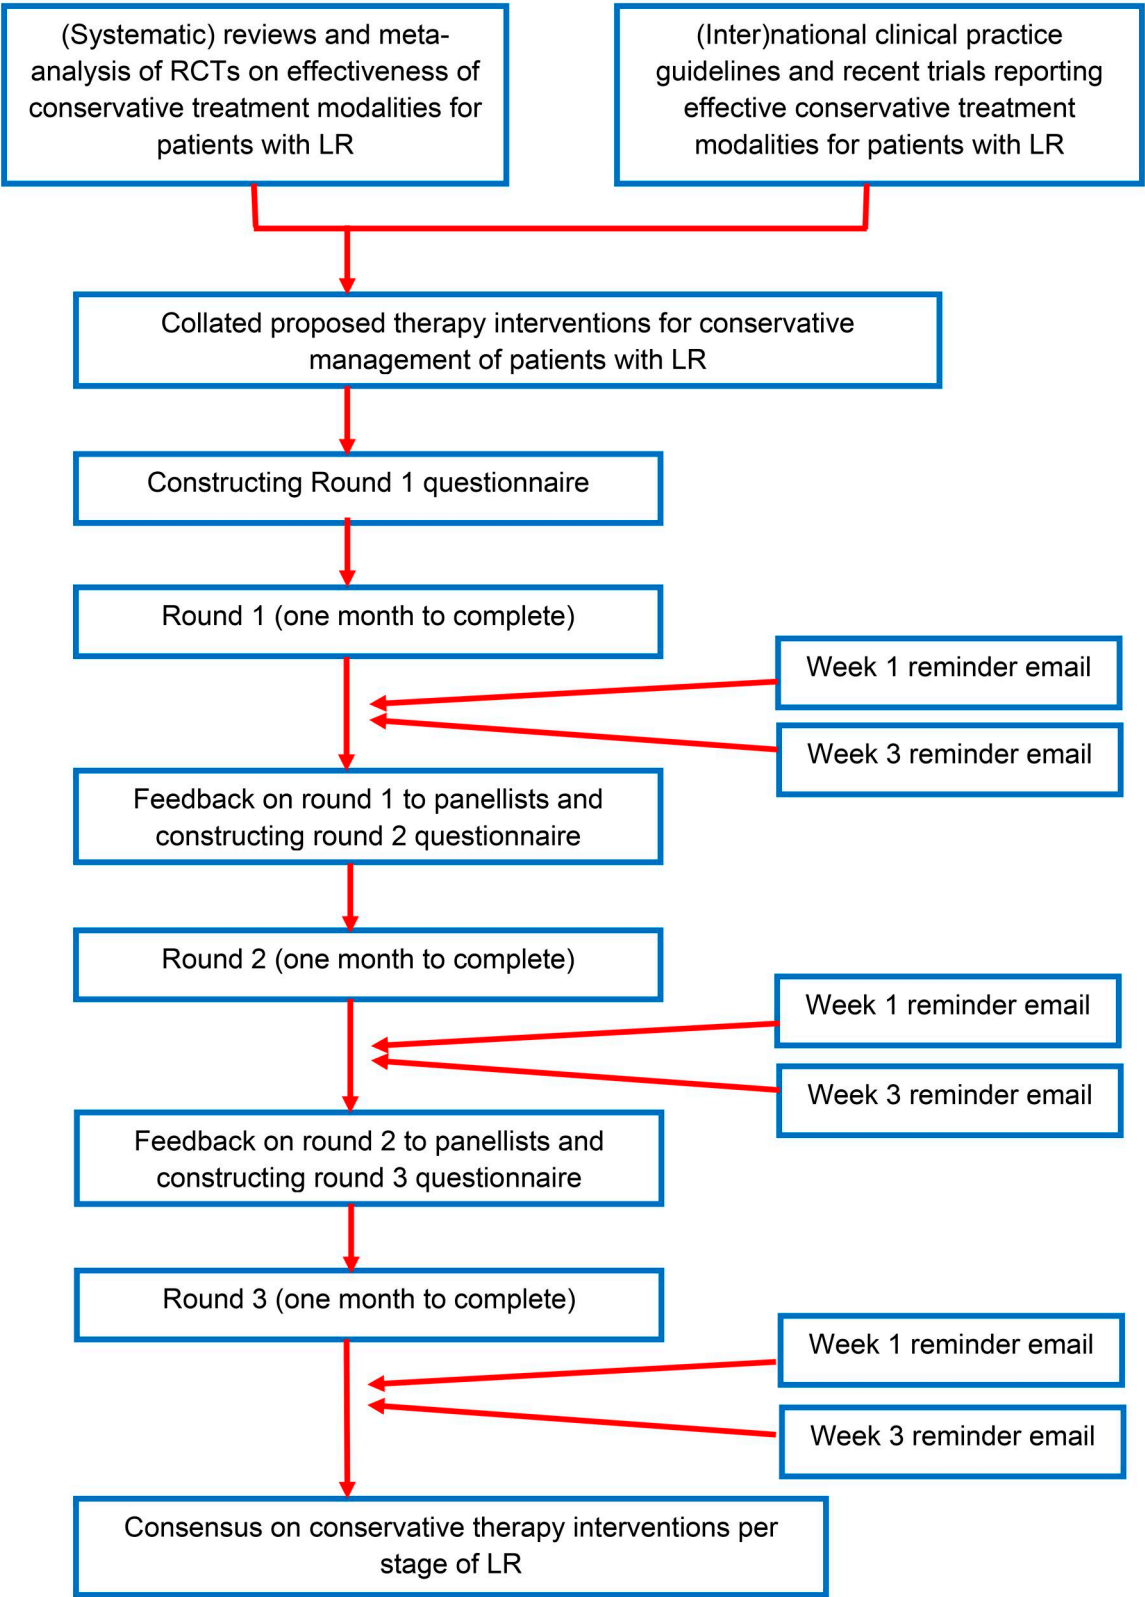 (Systematic) reviews and meta-
analysis of RCTs on effectiveness of
conservative treatment modalities for
patients with LR
(Inter)national clinical practice
guidelines and recent trials reporting
effective conservative treatment
modalities for patients with LR
Collated proposed therapy interventions for conservative
management of patients with LR
Constructing Round 1 questionnaire
Round 1 (one month to complete)
Week 1 reminder email
Week 3 reminder email
Feedback on round 1 to panellists and
constructing round 2 questionnaire
Round 2 (one month to complete)
Week 1 reminder email
Week 3 reminder email
Feedback on round 2 to panellists and
constructing round 3 questionnaire
Round 3 (one month to complete)
Week 1 reminder email
Week 3 reminder email
Consensus on conservative therapy interventions per
stage of LR